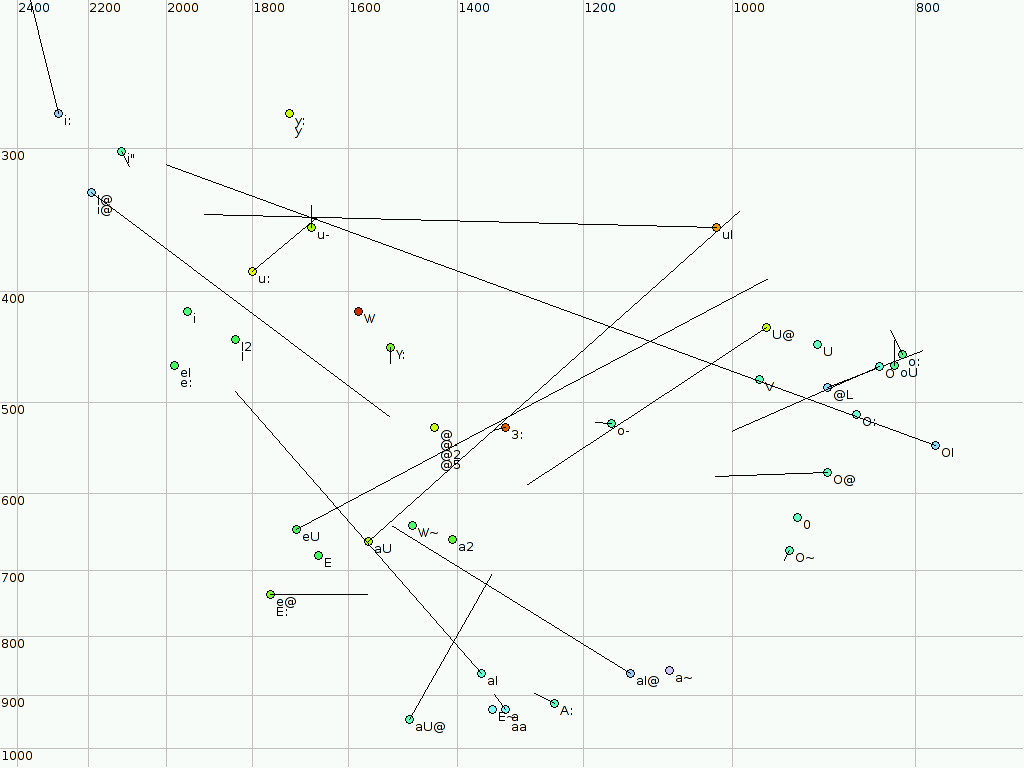 2400 2200 2000 1800 1600 1400 1200 1000 800
i:
y:
y
300
i"
I@
i@
u-
uI
u:
400
i
W
U@
I2
I
Y:
U
o:
eI
e:
O
oU
V
@L
500
@
@-
@2
@5
3:
o-
O:
OI
O@
600
eU
W~
0
aU
a2
E
O~
700
e@
E:
800
aI
aI@
a~
900
E~
a
aa
A:
aU@
1000